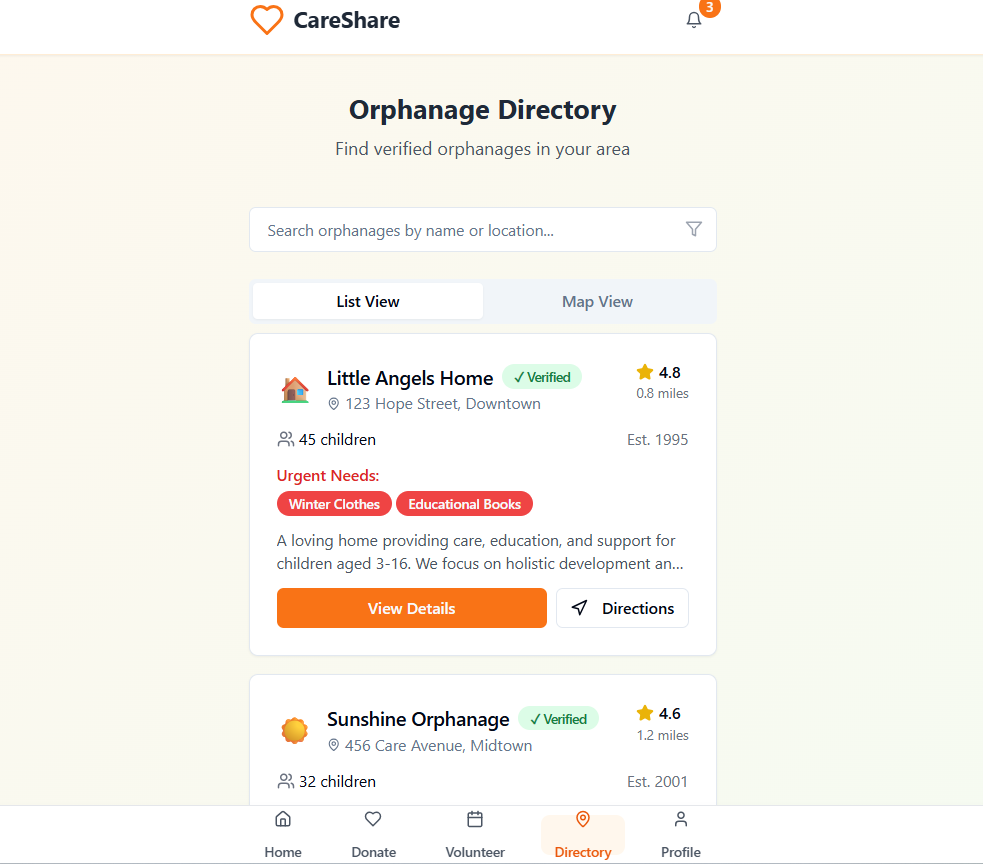 CareShare
3
Orphanage Directory
Find verified orphanages in your area
Search orphanages by name or location...
List View
Map View
Little Angels Home
✓ Verified
4.8
123 Hope Street, Downtown
0.8 miles
45 children
Est. 1995
Urgent Needs:
Winter Clothes
Educational Books
A loving home providing care, education, and support for
children aged 3-16. We focus on holistic development an...
View Details
Directions
Sunshine Orphanage
✓ Verified
4.6
456 Care Avenue, Midtown
1.2 miles
32 children
Est. 2001
Home
Donate
Volunteer
Directory
Profile